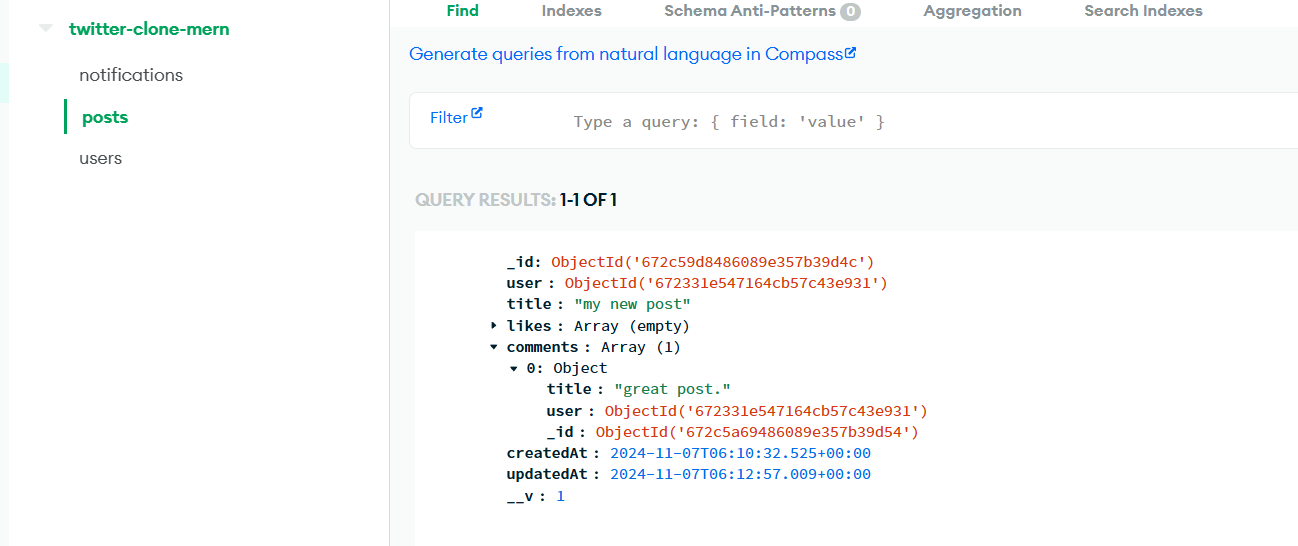 twitter-clone-mern
notifications
posts
users
Find Indexes Schema Anti-Patterns 0 Aggregation Search Indexes
Generate queries from natural language in Compass
Filter Type a query: { field: 'value' }
QUERY RESULTS: 1-1 OF 1
_id: ObjectId('672c59d8486089e357b39d4c')
user : ObjectId('672331e547164cb57c43e931')
title : "my new post"
likes : Array (empty)
comments : Array (1)
0: Object
title : "great post."
user : ObjectId('672331e547164cb57c43e931')
_id : ObjectId('672c5a69486089e357b39d54')
createdAt : 2024-11-07T06:10:32.525+00:00
updatedAt : 2024-11-07T06:12:57.009+00:00
__v : 1